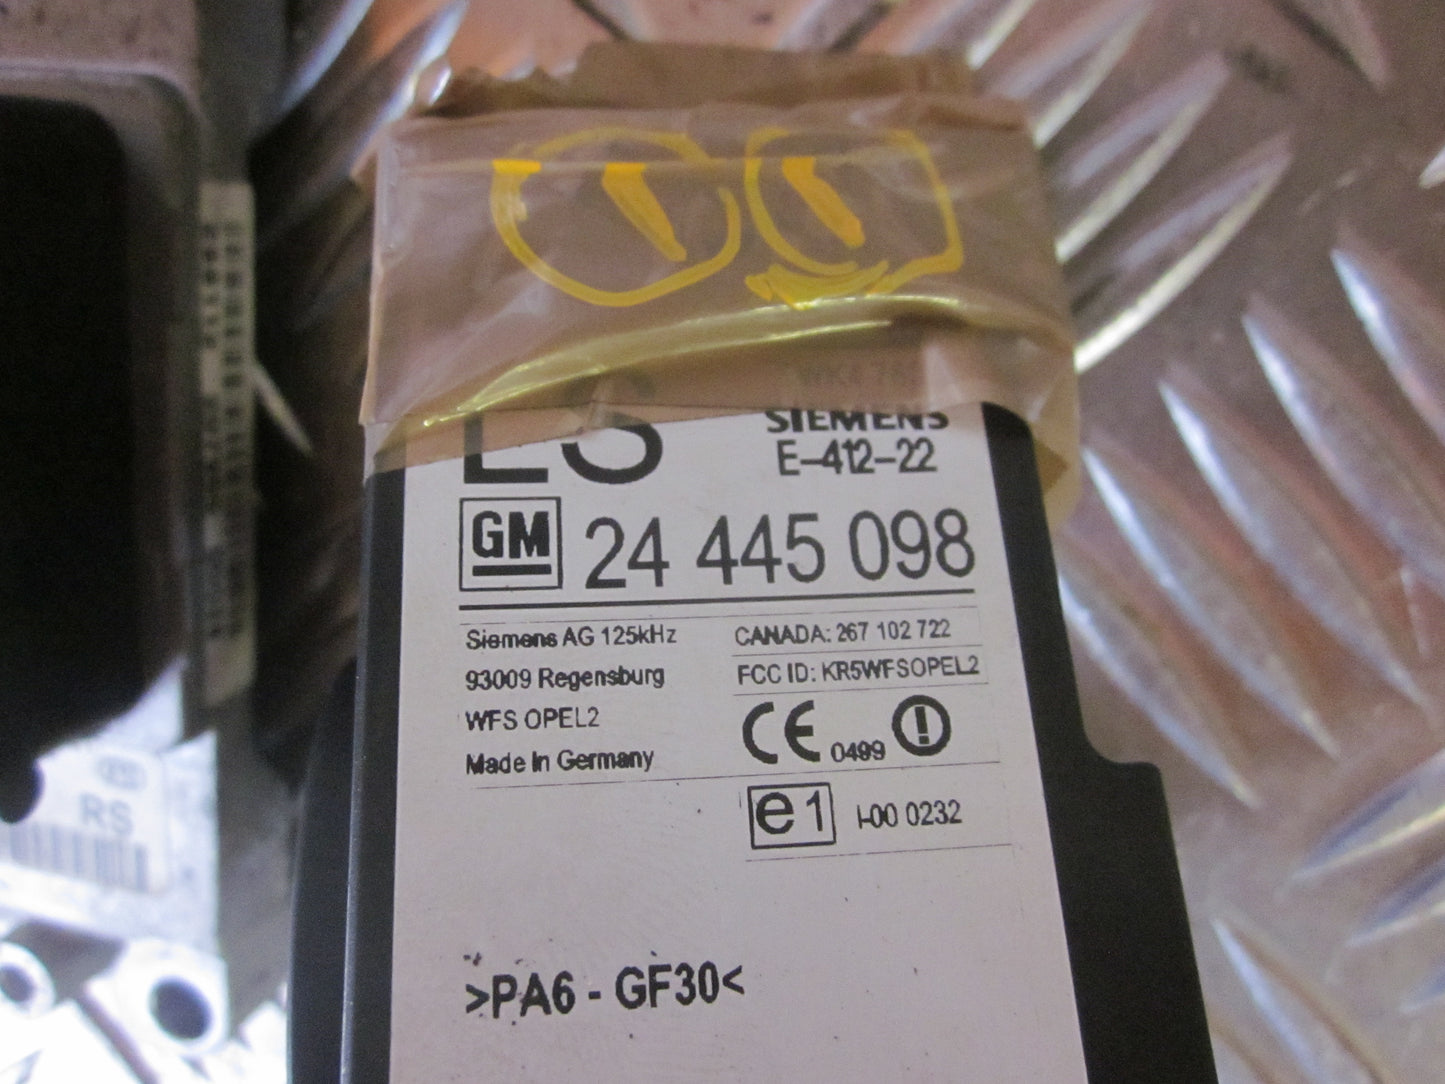 ES
SIEMENS
E-412-22
GM 24 445 098
Siemens AG 125kHz
93009 Regensburg
WFS OPEL2
Made in Germany
CANADA: 267 102 722
FCC ID: KR5WFSOPEL2
CE 0499
e1 I-00 0232
>PA6 - GF30<
RS